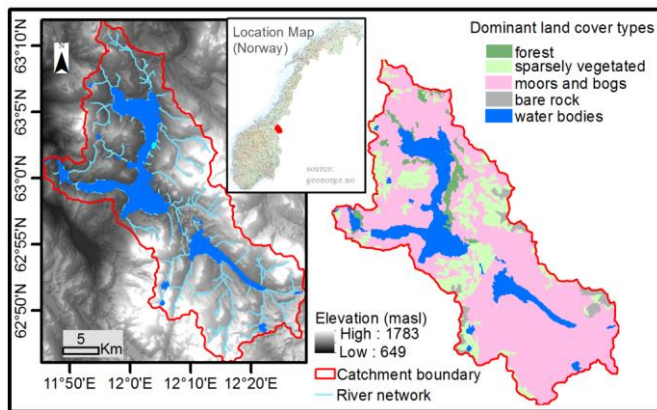 63°10'N
63°5'N
63°0'N
62°55'N
62°50'N
N
5
Km
11°50'E 12°0'E 12°10'E 12°20'E
Location Map
(Norway)
source:
geonorge.no
Elevation (masl)
High : 1783
Low : 649
Catchment boundary
River network
Dominant land cover types
forest
sparsely vegetated
moors and bogs
bare rock
water bodies